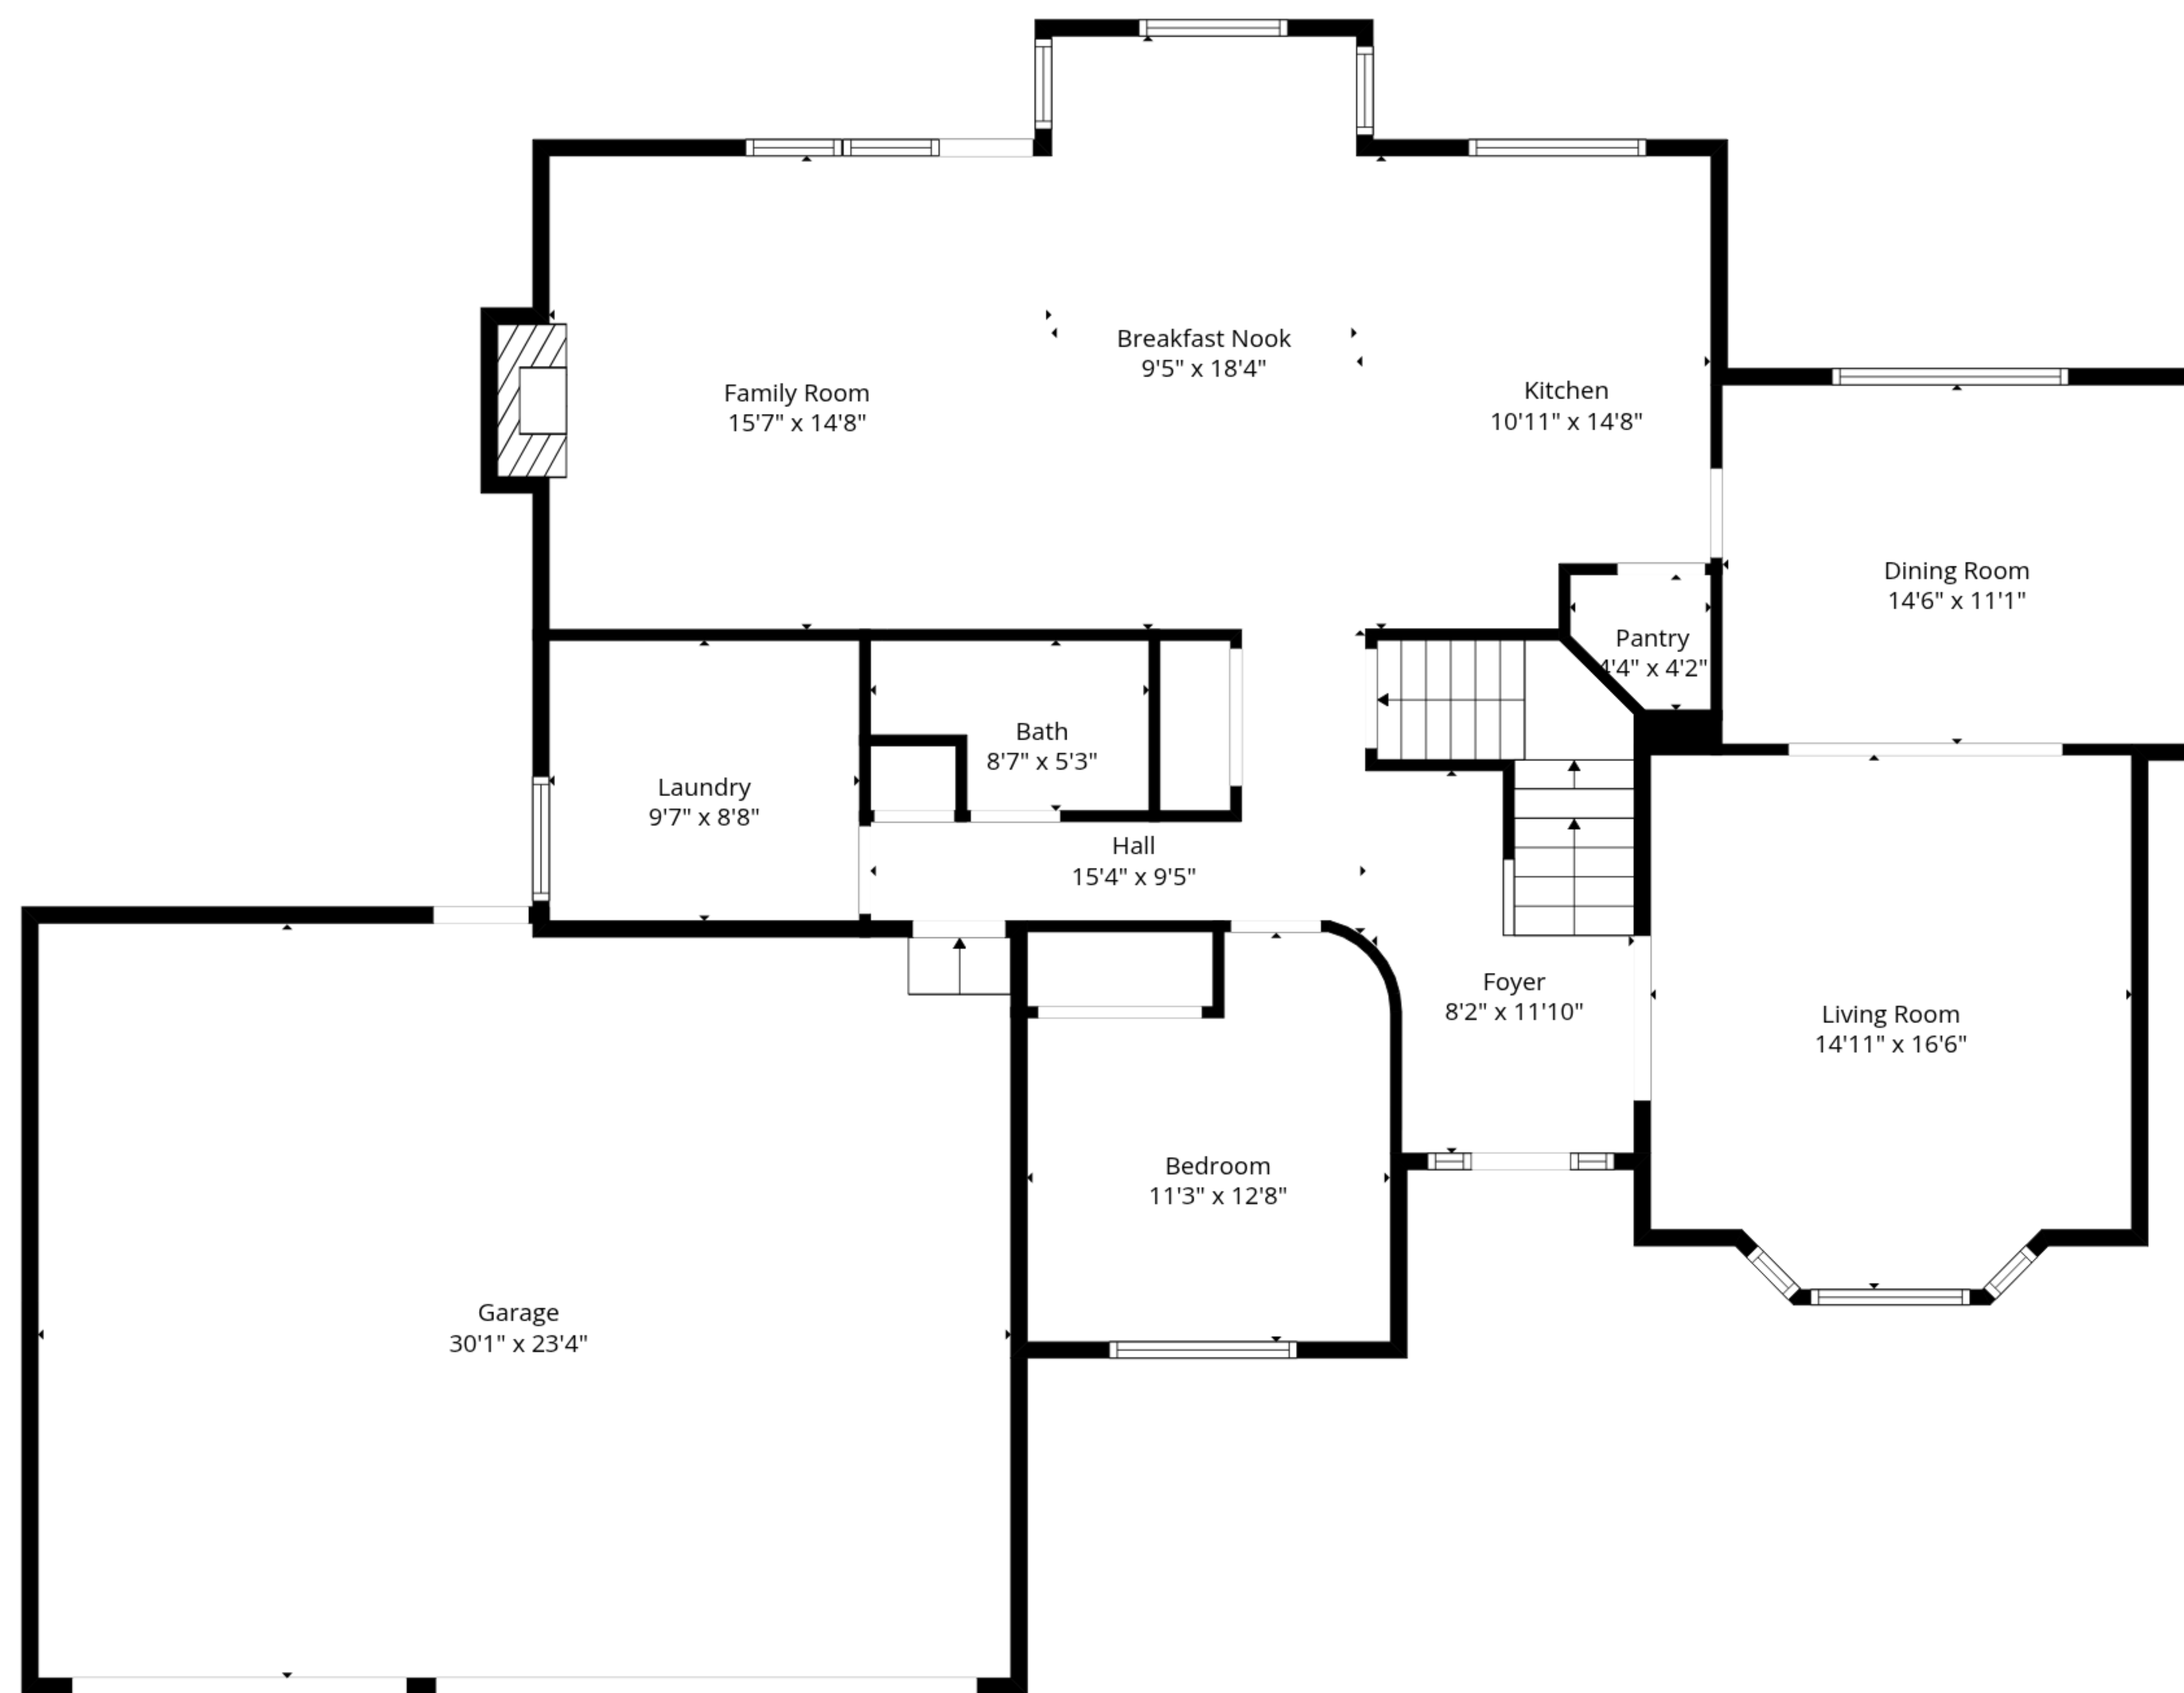 Breakfast Nook
9'5" x 18'4"
Family Room
15'7" x 14'8"
Kitchen
10'11" x 14'8"
Dining Room
14'6" x 11'1"
Pantry
4'4" x 4'2"
Bath
8'7" x 5'3"
Laundry
9'7" x 8'8"
Hall
15'4" x 9'5"
Foyer
8'2" x 11'10"
Living Room
14'11" x 16'6"
Bedroom
11'3" x 12'8"
Garage
30'1" x 23'4"